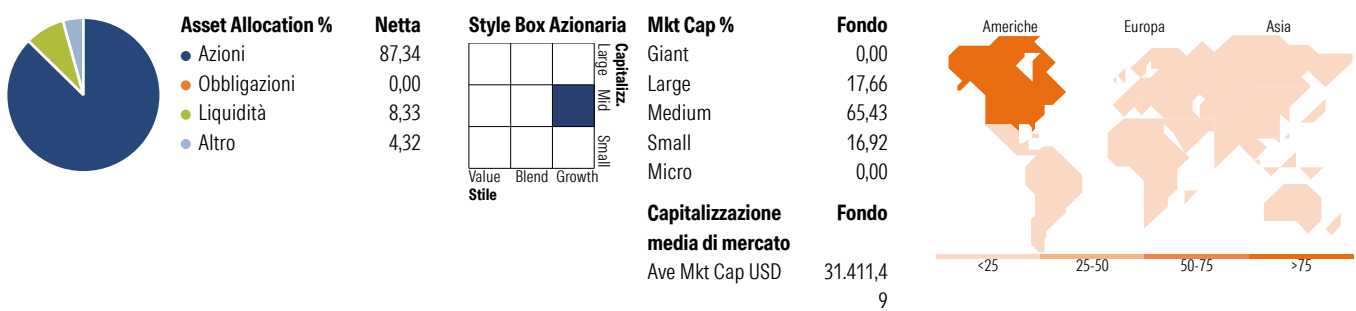 Asset Allocation % Netta
Azioni 87,34
Obbligazioni 0,00
Liquidità 8,33
Altro 4,32
Style Box Azionaria
Capitalizz.
Large
Mid
Small
Value Blend Growth
Stile
Mkt Cap % Fondo
Giant 0,00
Large 17,66
Medium 65,43
Small 16,92
Micro 0,00
Capitalizzazione Fondo
media di mercato
Ave Mkt Cap USD 31.411,4
9
Americhe Europa Asia
<25 25-50 50-75 >75